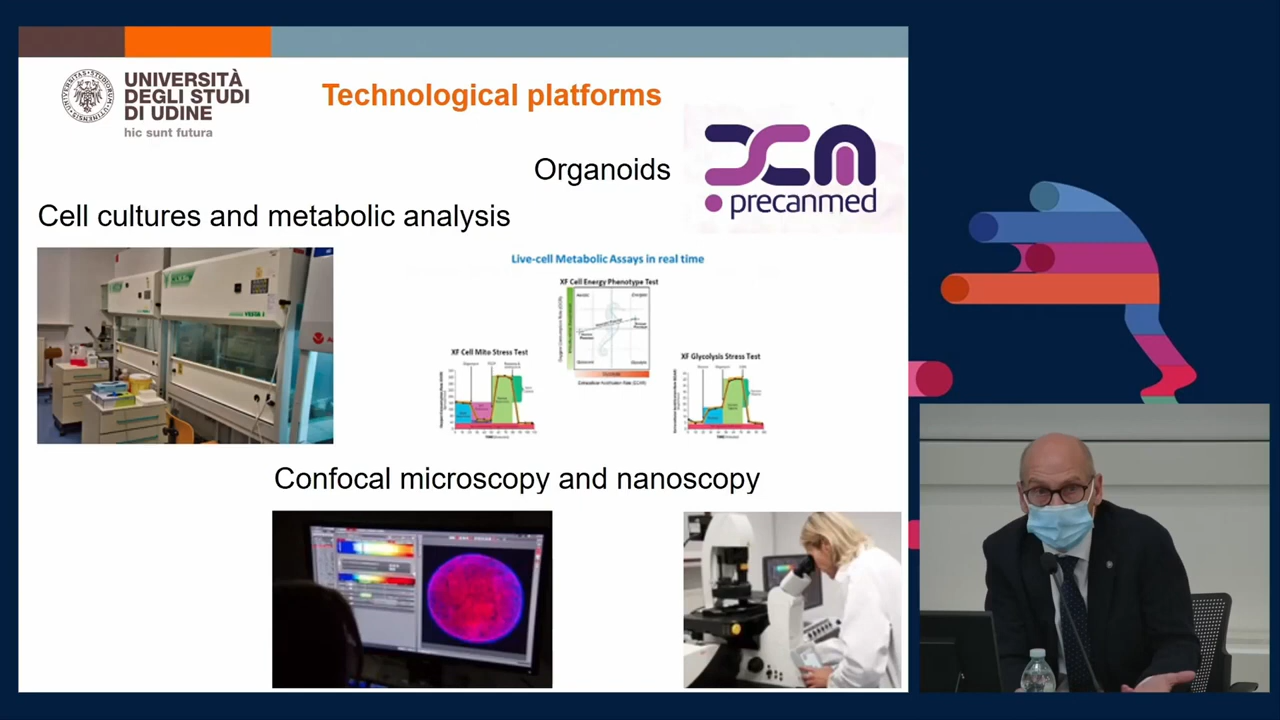 UNIVERSITÀ
DEGLI STUDI
DI UDINE
hic sunt futura
Technological platforms
Organoids
precanmed
Cell cultures and metabolic analysis
Live-cell Metabolic Assays in real time
XF Cell Energy Phenotype Test
XF Cell Mito Stress Test
XF Glycolysis Stress Test
Confocal microscopy and nanoscopy